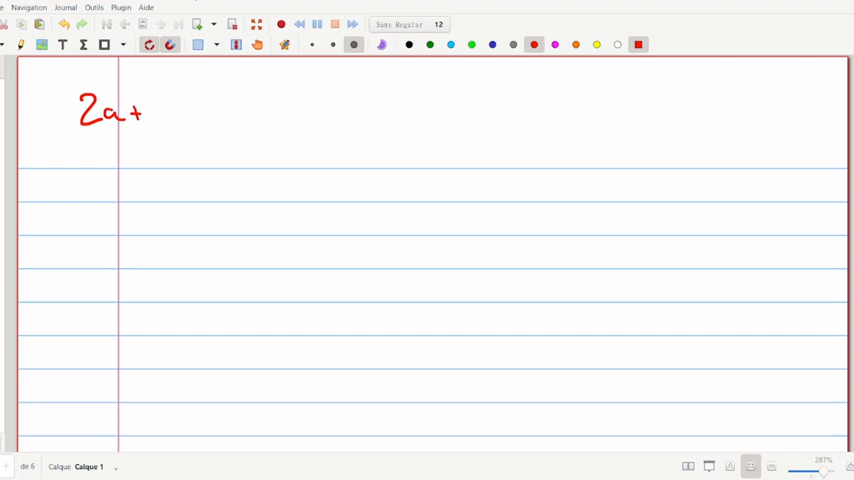 Navigation Journal Outils Plugin Aide
Sans Regular 12
2a+
de 6 Calque Calque 1 287%